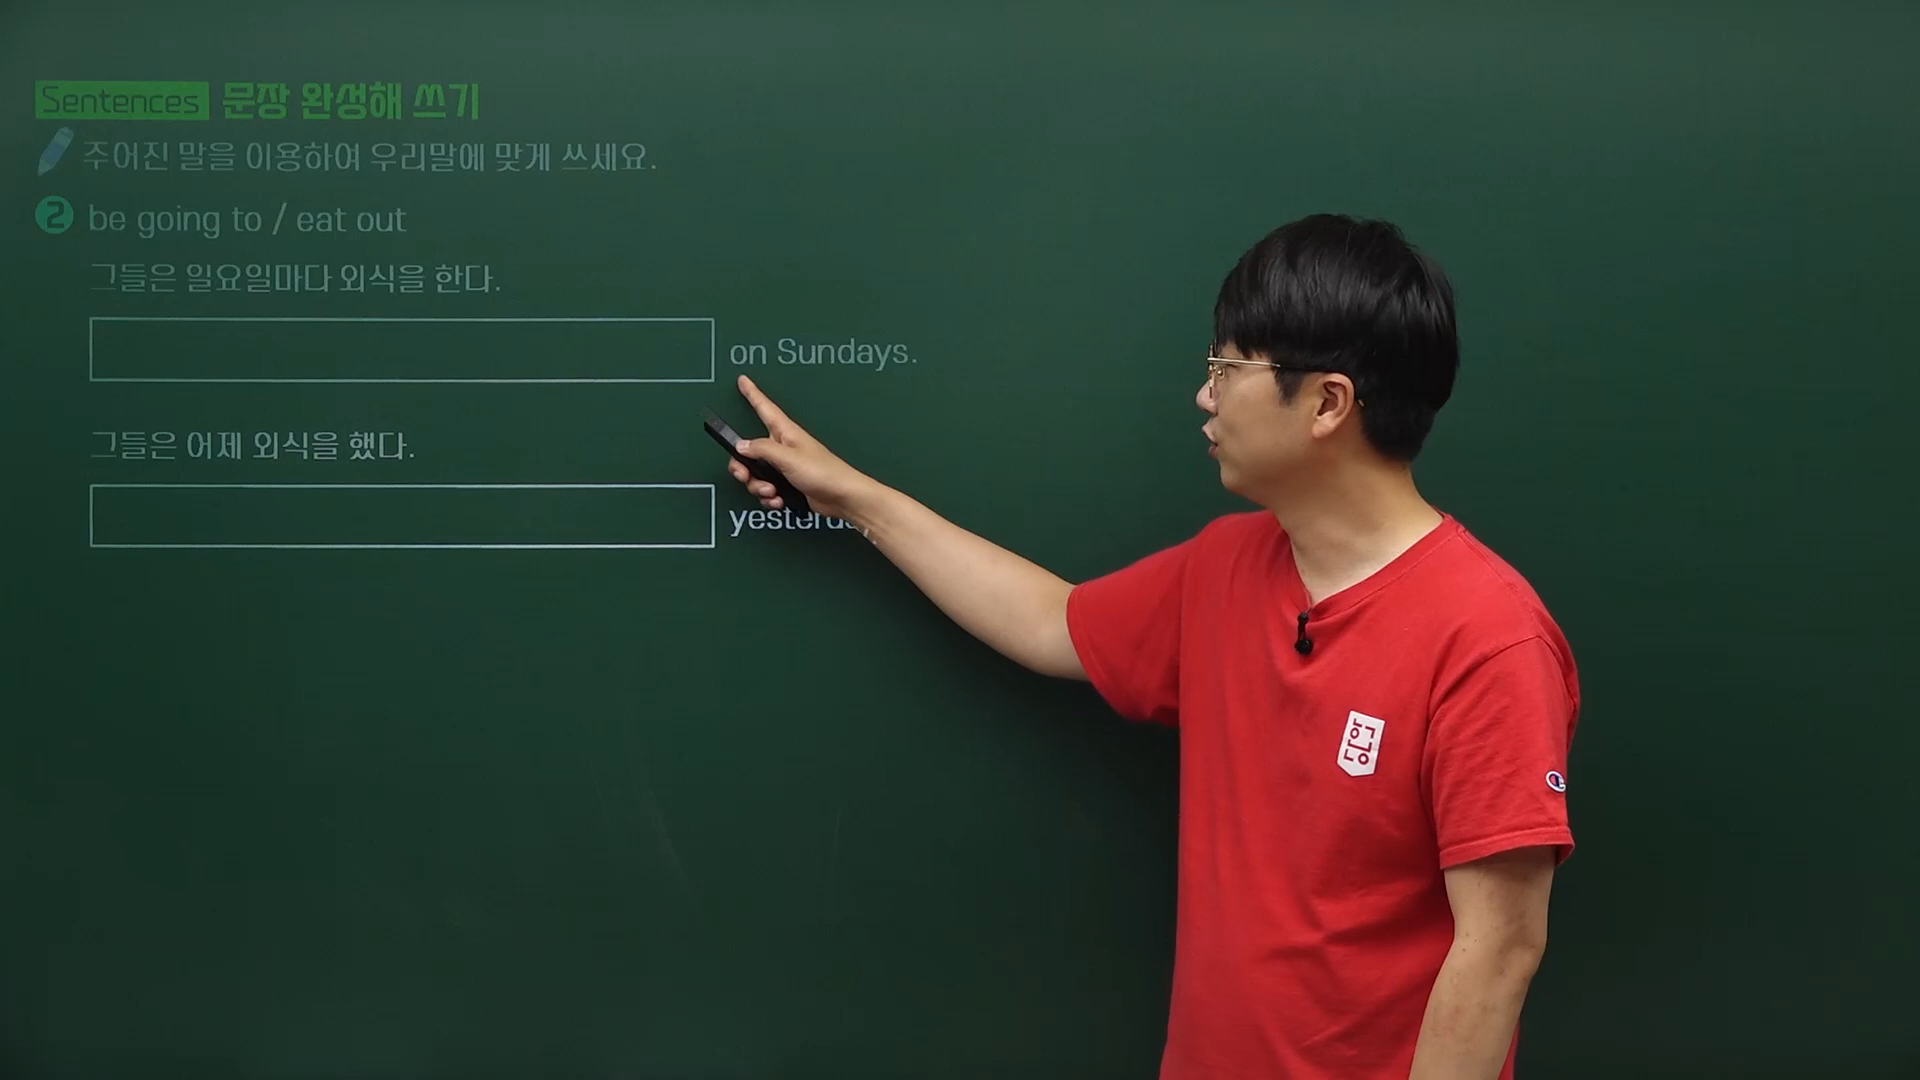 Sentences 문장 완성해 쓰기
주어진 말을 이용하여 우리말에 맞게 쓰세요.
2 be going to / eat out
그들은 일요일마다 외식을 한다.
on Sundays.
그들은 어제 외식을 했다.